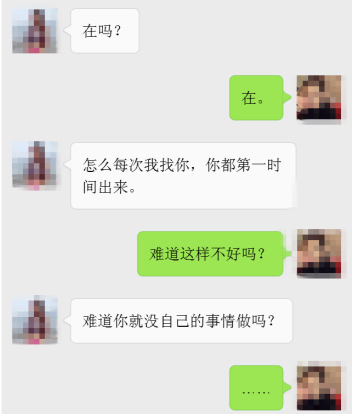 在吗？
在。
怎么每次我找你，你都第一时
间出来。
难道这样不好吗？
难道你就没自己的事情做吗？
……